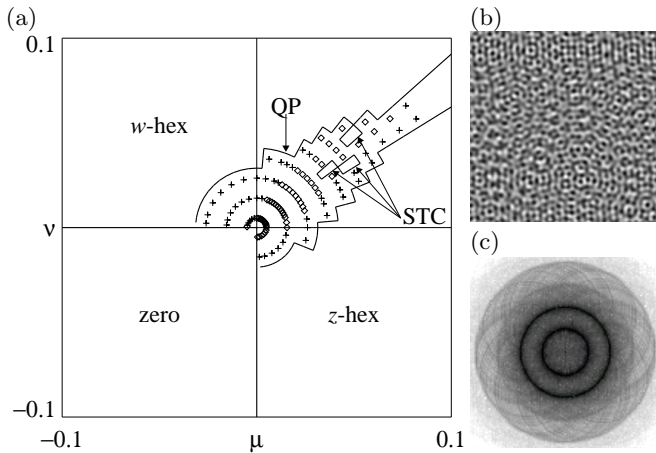 (a)
0.1
w-hex
QP
STC
ν
zero
z-hex
−0.1
−0.1
μ
0.1
(b)
(c)